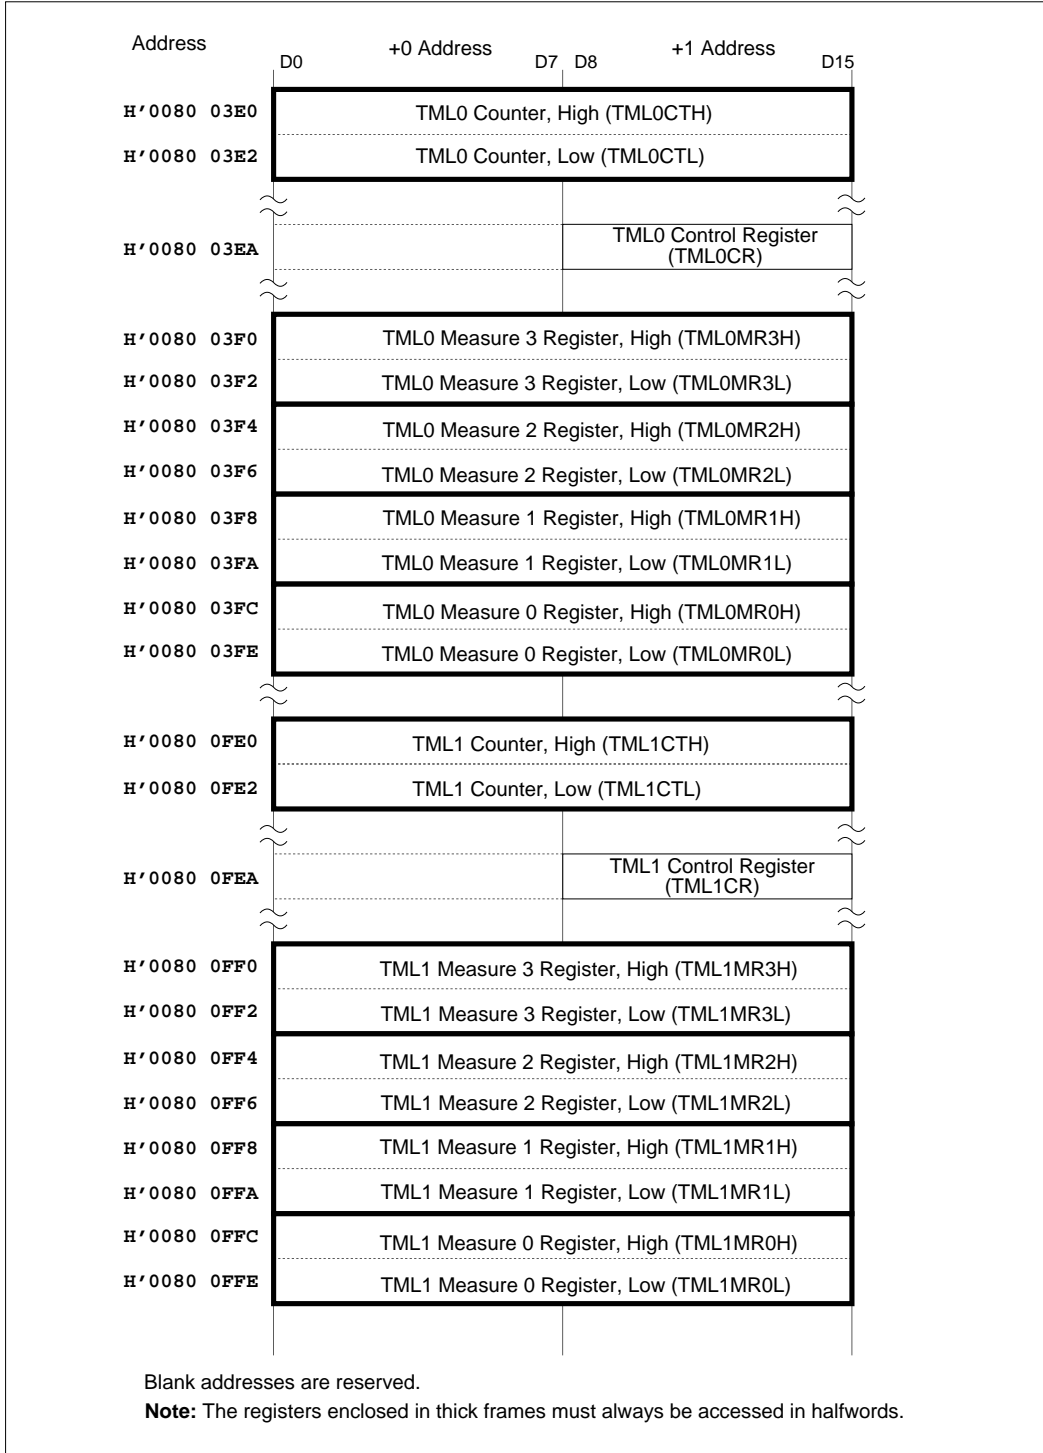 Address +0 Address +1 Address
D0 D7 D8 D15
H'0080 03E0 TML0 Counter, High (TML0CTH)
H'0080 03E2 TML0 Counter, Low (TML0CTL)
H'0080 03EA TML0 Control Register
(TML0CR)
H'0080 03F0 TML0 Measure 3 Register, High (TML0MR3H)
H'0080 03F2 TML0 Measure 3 Register, Low (TML0MR3L)
H'0080 03F4 TML0 Measure 2 Register, High (TML0MR2H)
H'0080 03F6 TML0 Measure 2 Register, Low (TML0MR2L)
H'0080 03F8 TML0 Measure 1 Register, High (TML0MR1H)
H'0080 03FA TML0 Measure 1 Register, Low (TML0MR1L)
H'0080 03FC TML0 Measure 0 Register, High (TML0MR0H)
H'0080 03FE TML0 Measure 0 Register, Low (TML0MR0L)
H'0080 0FE0 TML1 Counter, High (TML1CTH)
H'0080 0FE2 TML1 Counter, Low (TML1CTL)
H'0080 0FEA TML1 Control Register
(TML1CR)
H'0080 0FF0 TML1 Measure 3 Register, High (TML1MR3H)
H'0080 0FF2 TML1 Measure 3 Register, Low (TML1MR3L)
H'0080 0FF4 TML1 Measure 2 Register, High (TML1MR2H)
H'0080 0FF6 TML1 Measure 2 Register, Low (TML1MR2L)
H'0080 0FF8 TML1 Measure 1 Register, High (TML1MR1H)
H'0080 0FFA TML1 Measure 1 Register, Low (TML1MR1L)
H'0080 0FFC TML1 Measure 0 Register, High (TML1MR0H)
H'0080 0FFE TML1 Measure 0 Register, Low (TML1MR0L)
Blank addresses are reserved.
Note: The registers enclosed in thick frames must always be accessed in halfwords.